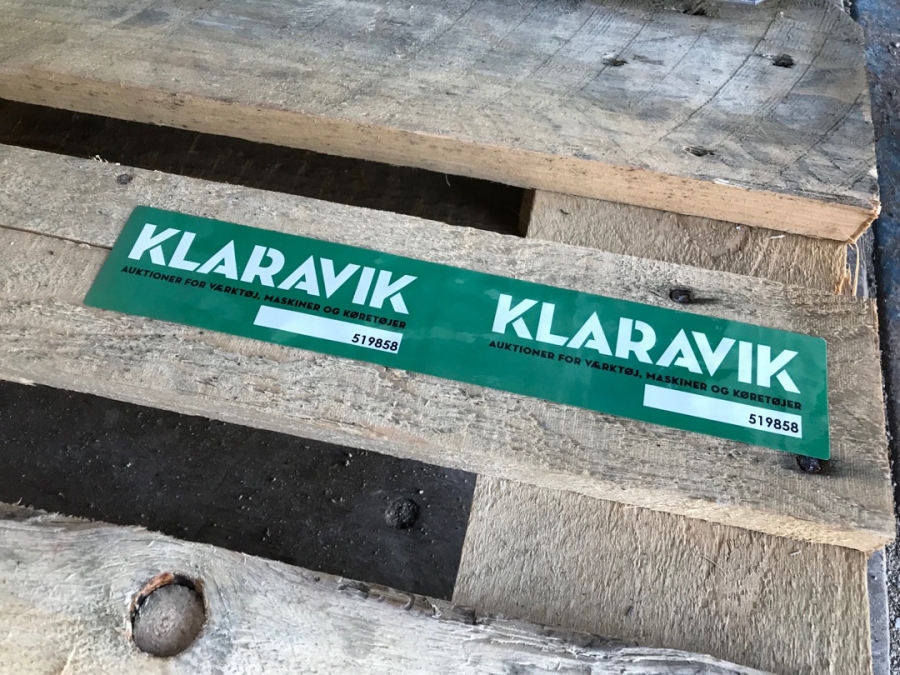 KLARAVIK
AUKTIONER FOR VÆRKTØJ, MASKINER OG KØRETØJER
519858
KLARAVIK
AUKTIONER FOR VÆRKTØJ, MASKINER OG KØRETØJER
519858